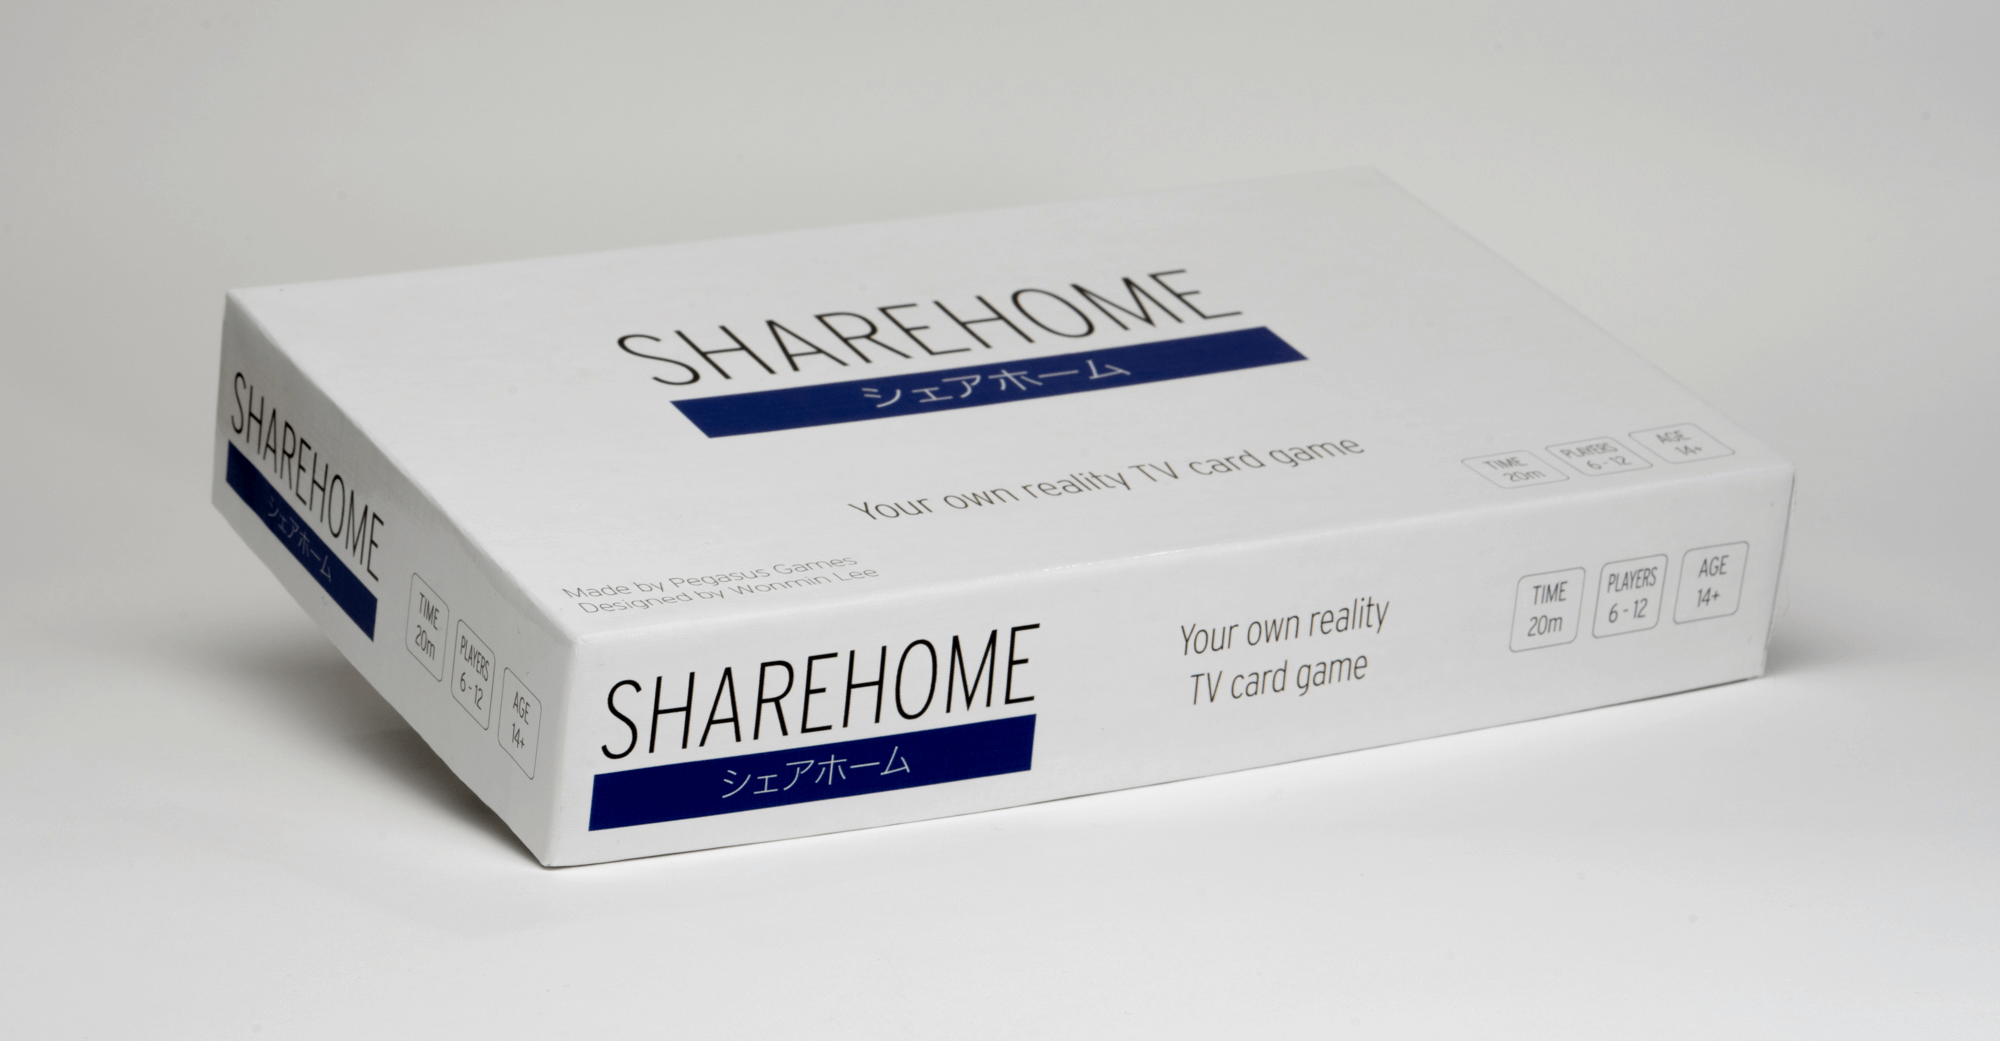 SHAREHOME
シェアホーム
Your own reality TV card game
TIME
20m
PLAYERS
6 - 12
AGE
14+
Made by Pegasus Games
Designed by Wonmin Lee
SHAREHOME
シェアホーム
TIME
20m
PLAYERS
6 - 12
AGE
14+
SHAREHOME
シェアホーム
Your own reality
TV card game
TIME
20m
PLAYERS
6 - 12
AGE
14+